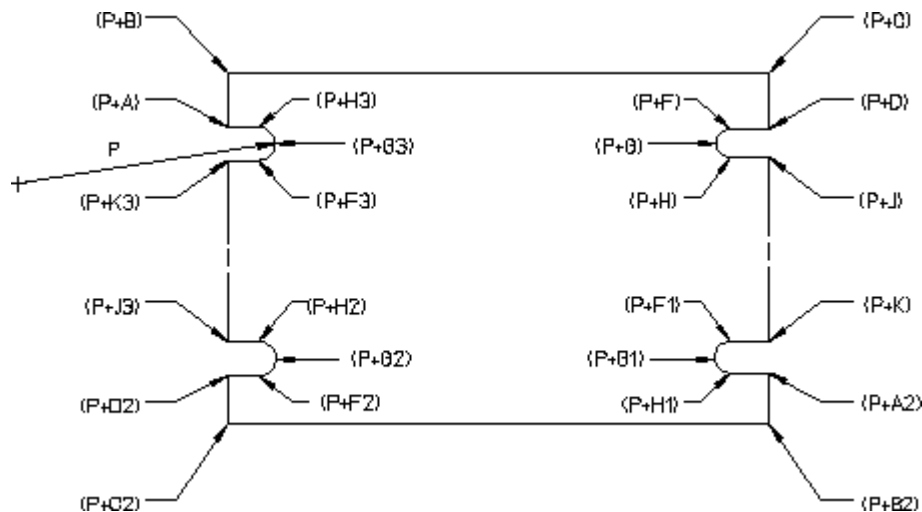 (P+B)
(P+C)
(P+A)
(P+H3)
(P+F)
(P+D)
P
(P+G3)
(P+G)
(P+K3)
(P+F3)
(P+H)
(P+J)
(P+J3)
(P+H2)
(P+F1)
(P+K)
(P+G2)
(P+G1)
(P+D2)
(P+F2)
(P+H1)
(P+A2)
(P+C2)
(P+B2)